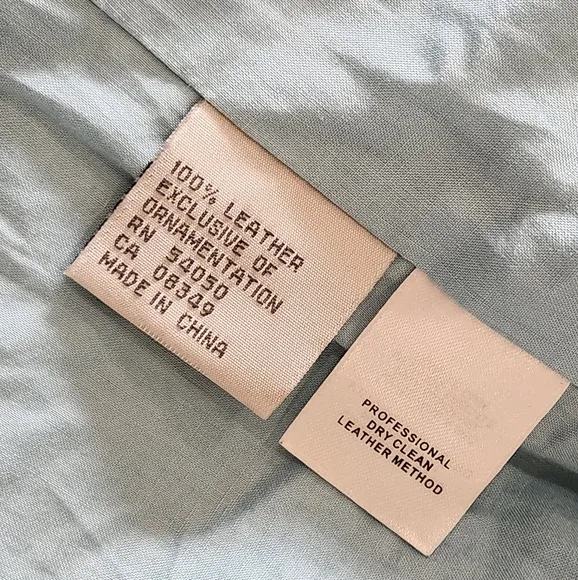 100% LEATHER
EXCLUSIVE OF
ORNAMENTATION
RN 54050
CA 08349
MADE IN CHINA
PROFESSIONAL
DRY CLEAN
LEATHER METHOD